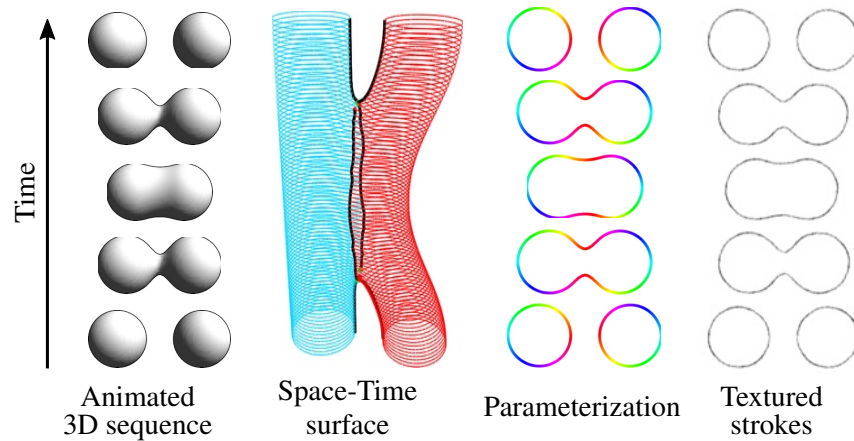 Time
Animated
3D sequence
Space-Time
surface
Parameterization
Textured
strokes